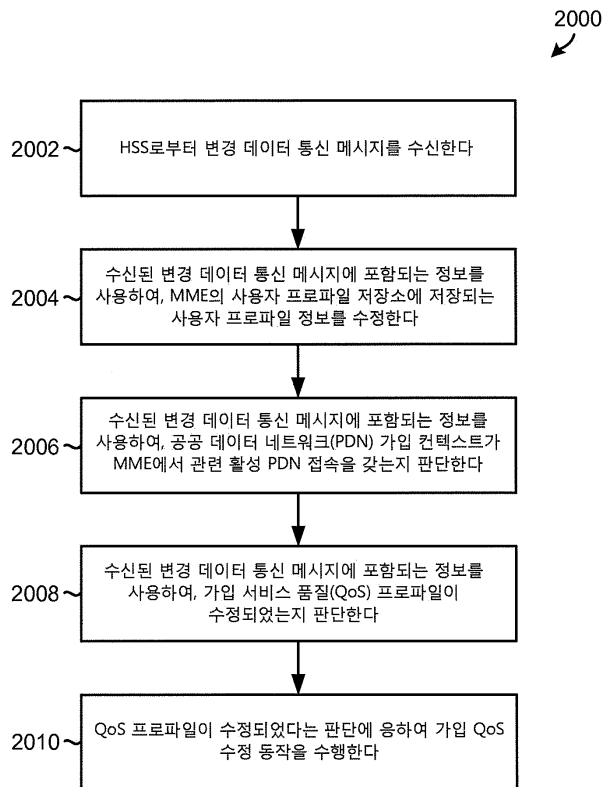 2000
2002
HSS로부터 변경 데이터 통신 메시지를 수신한다
2004
수신된 변경 데이터 통신 메시지에 포함되는 정보를
사용하여, MME의 사용자 프로파일 저장소에 저장되는
사용자 프로파일 정보를 수정한다
2006
수신된 변경 데이터 통신 메시지에 포함되는 정보를
사용하여, 공공 데이터 네트워크(PDN) 가입 컨텍스트가
MME에서 관련 활성 PDN 접속을 갖는지 판단한다
2008
수신된 변경 데이터 통신 메시지에 포함되는 정보를
사용하여, 가입 서비스 품질(QoS) 프로파일이
수정되었는지 판단한다
2010
QoS 프로파일이 수정되었다는 판단에 응하여 가입 QoS
수정 동작을 수행한다